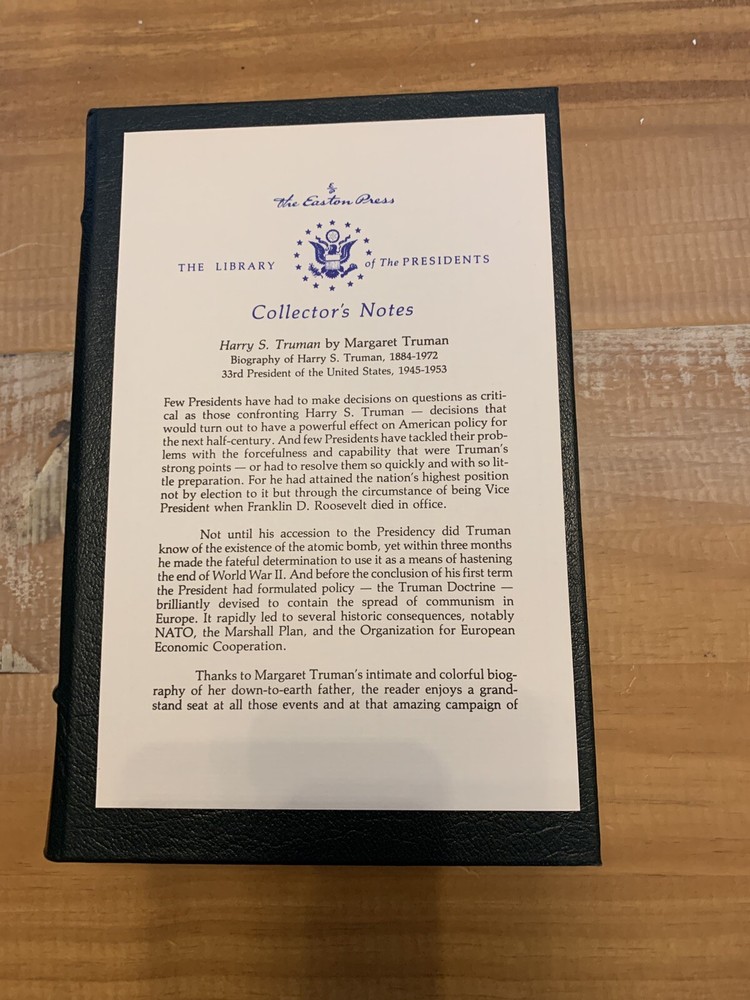 The Easton Press
THE LIBRARY of The PRESIDENTS
Collector's Notes
Harry S. Truman by Margaret Truman
Biography of Harry S. Truman, 1884-1972
33rd President of the United States, 1945-1953
Few Presidents have had to make decisions on questions as criti-
cal as those confronting Harry S. Truman — decisions that
would turn out to have a powerful effect on American policy for
the next half-century. And few Presidents have tackled their prob-
lems with the forcefulness and capability that were Truman's
strong points — or had to resolve them so quickly and with so lit-
tle preparation. For he had attained the nation's highest position
not by election to it but through the circumstance of being Vice
President when Franklin D. Roosevelt died in office.
Not until his accession to the Presidency did Truman
know of the existence of the atomic bomb, yet within three months
he made the fateful determination to use it as a means of hastening
the end of World War II. And before the conclusion of his first term
the President had formulated policy — the Truman Doctrine —
brilliantly devised to contain the spread of communism in
Europe. It rapidly led to several historic consequences, notably
NATO, the Marshall Plan, and the Organization for European
Economic Cooperation.
Thanks to Margaret Truman's intimate and colorful biog-
raphy of her down-to-earth father, the reader enjoys a grand-
stand seat at all those events and at that amazing campaign of